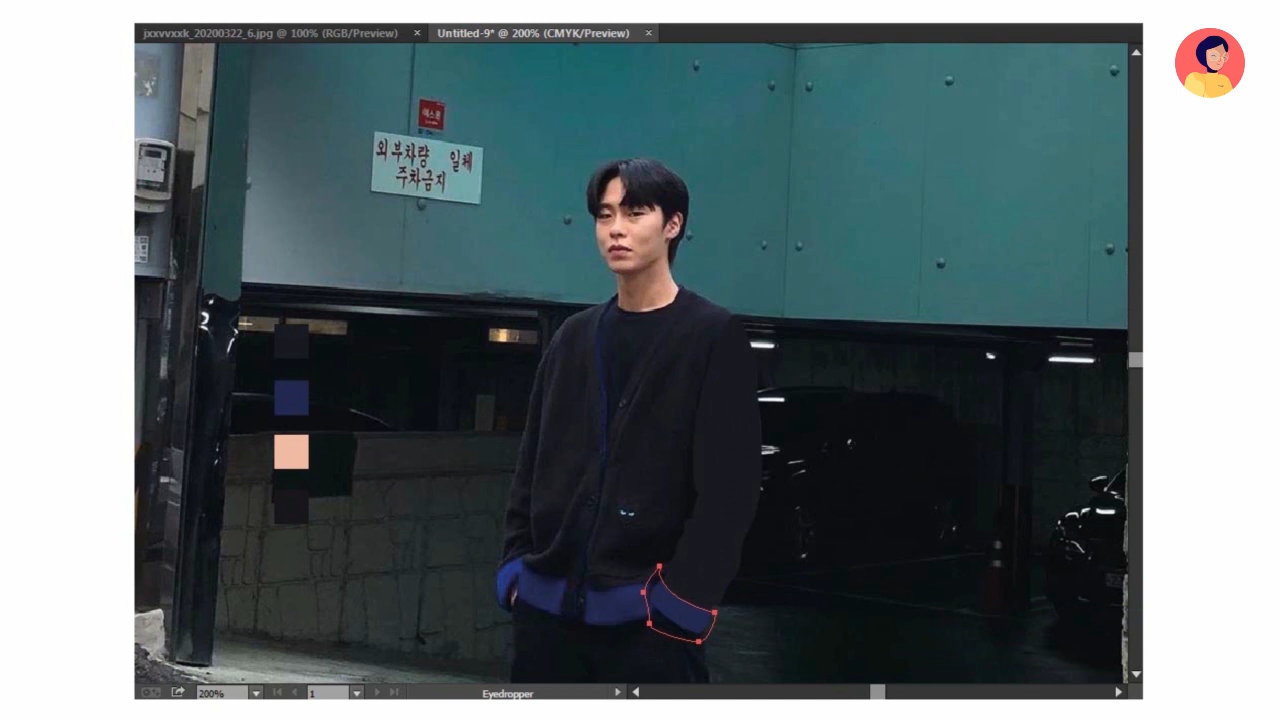 jxxvvxxk_20200322_6.jpg @ 100% (RGB/Preview) ×
Untitled-9* @ 200% (CMYK/Preview) ×
외부차량 일체
주차금지
200%
1
Eyedropper